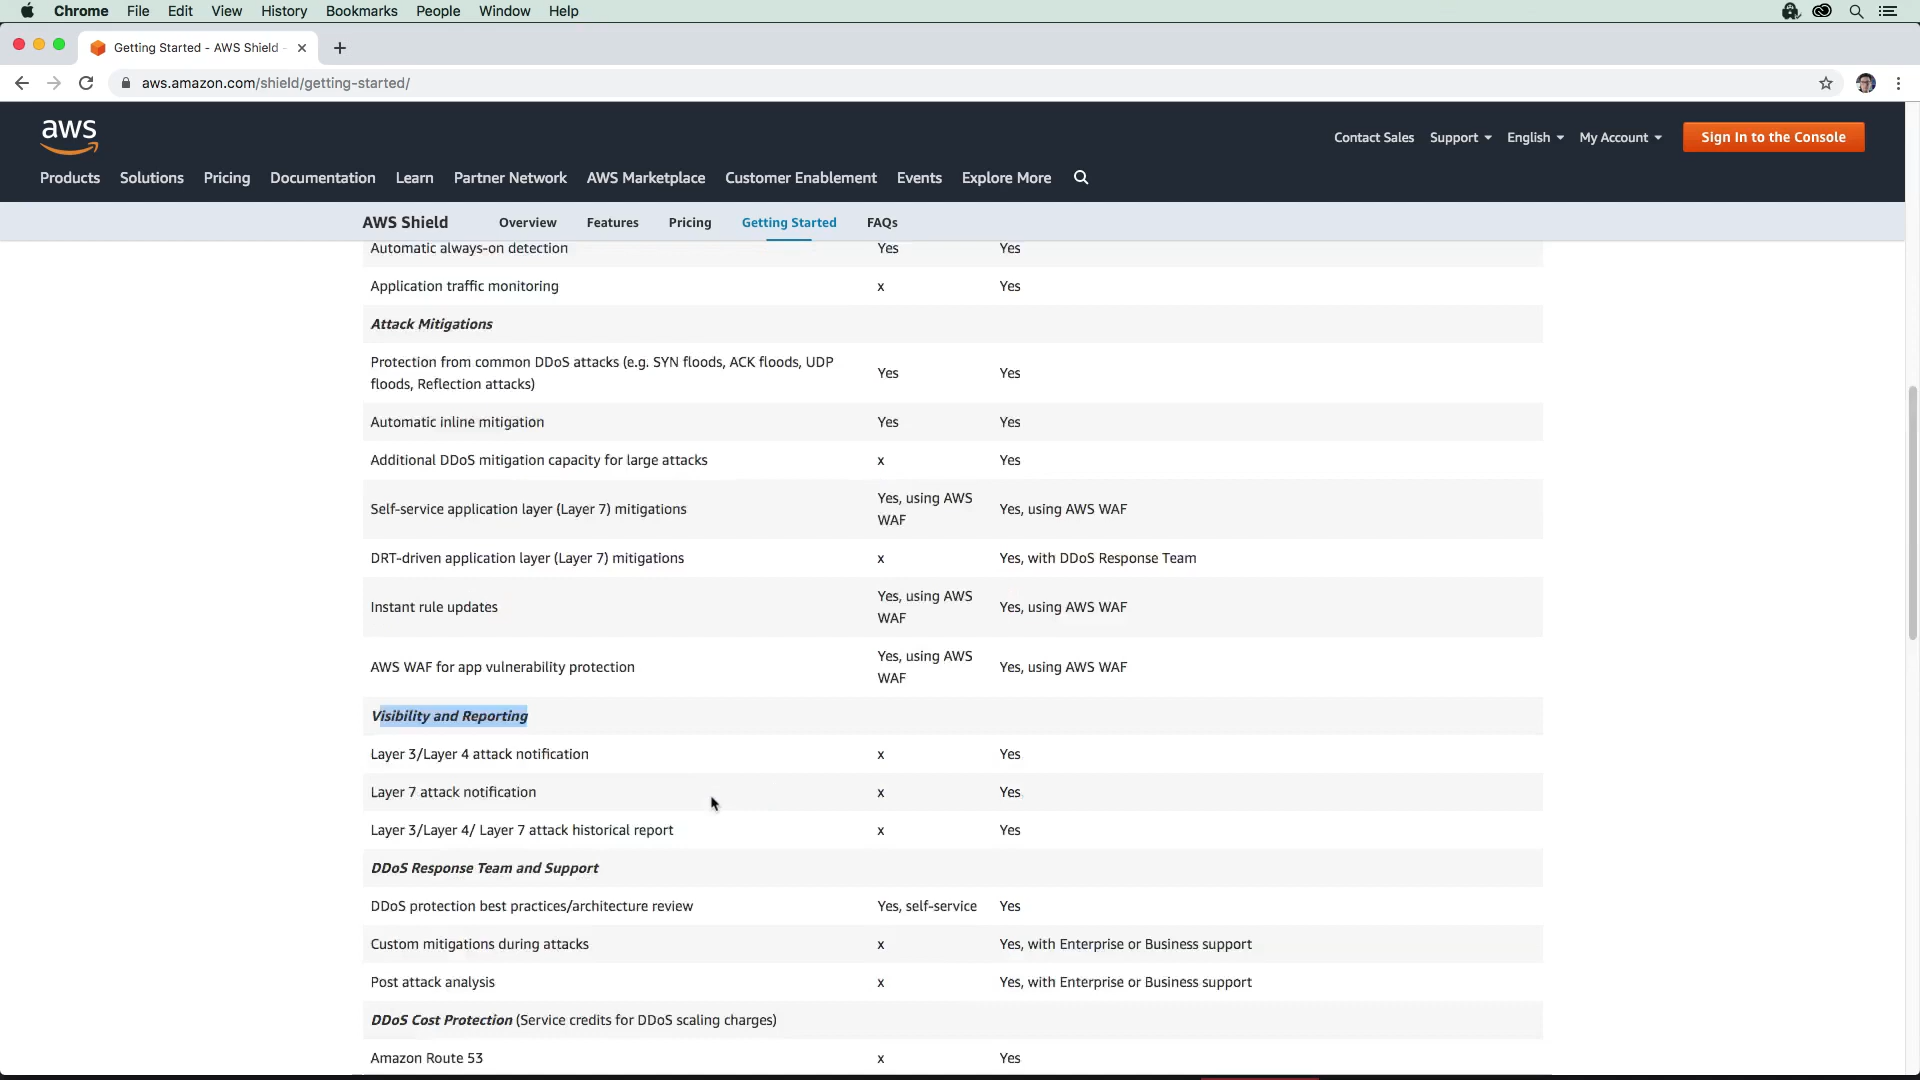 Chrome File Edit View History Bookmarks People Window Help
Getting Started - AWS Shield -
aws.amazon.com/shield/getting-started/
aws
Contact Sales Support English My Account Sign In to the Console
Products Solutions Pricing Documentation Learn Partner Network AWS Marketplace Customer Enablement Events Explore More
AWS Shield Overview Features Pricing Getting Started FAQs
Automatic always-on detection Yes Yes
Application traffic monitoring x Yes
Attack Mitigations
Protection from common DDoS attacks (e.g. SYN floods, ACK floods, UDP
floods, Reflection attacks) Yes Yes
Automatic inline mitigation Yes Yes
Additional DDoS mitigation capacity for large attacks x Yes
Self-service application layer (Layer 7) mitigations Yes, using AWS
WAF Yes, using AWS WAF
DRT-driven application layer (Layer 7) mitigations x Yes, with DDoS Response Team
Instant rule updates Yes, using AWS
WAF Yes, using AWS WAF
AWS WAF for app vulnerability protection Yes, using AWS
WAF Yes, using AWS WAF
Visibility and Reporting
Layer 3/Layer 4 attack notification x Yes
Layer 7 attack notification x Yes
Layer 3/Layer 4/ Layer 7 attack historical report x Yes
DDoS Response Team and Support
DDoS protection best practices/architecture review Yes, self-service Yes
Custom mitigations during attacks x Yes, with Enterprise or Business support
Post attack analysis x Yes, with Enterprise or Business support
DDoS Cost Protection (Service credits for DDoS scaling charges)
Amazon Route 53 x Yes